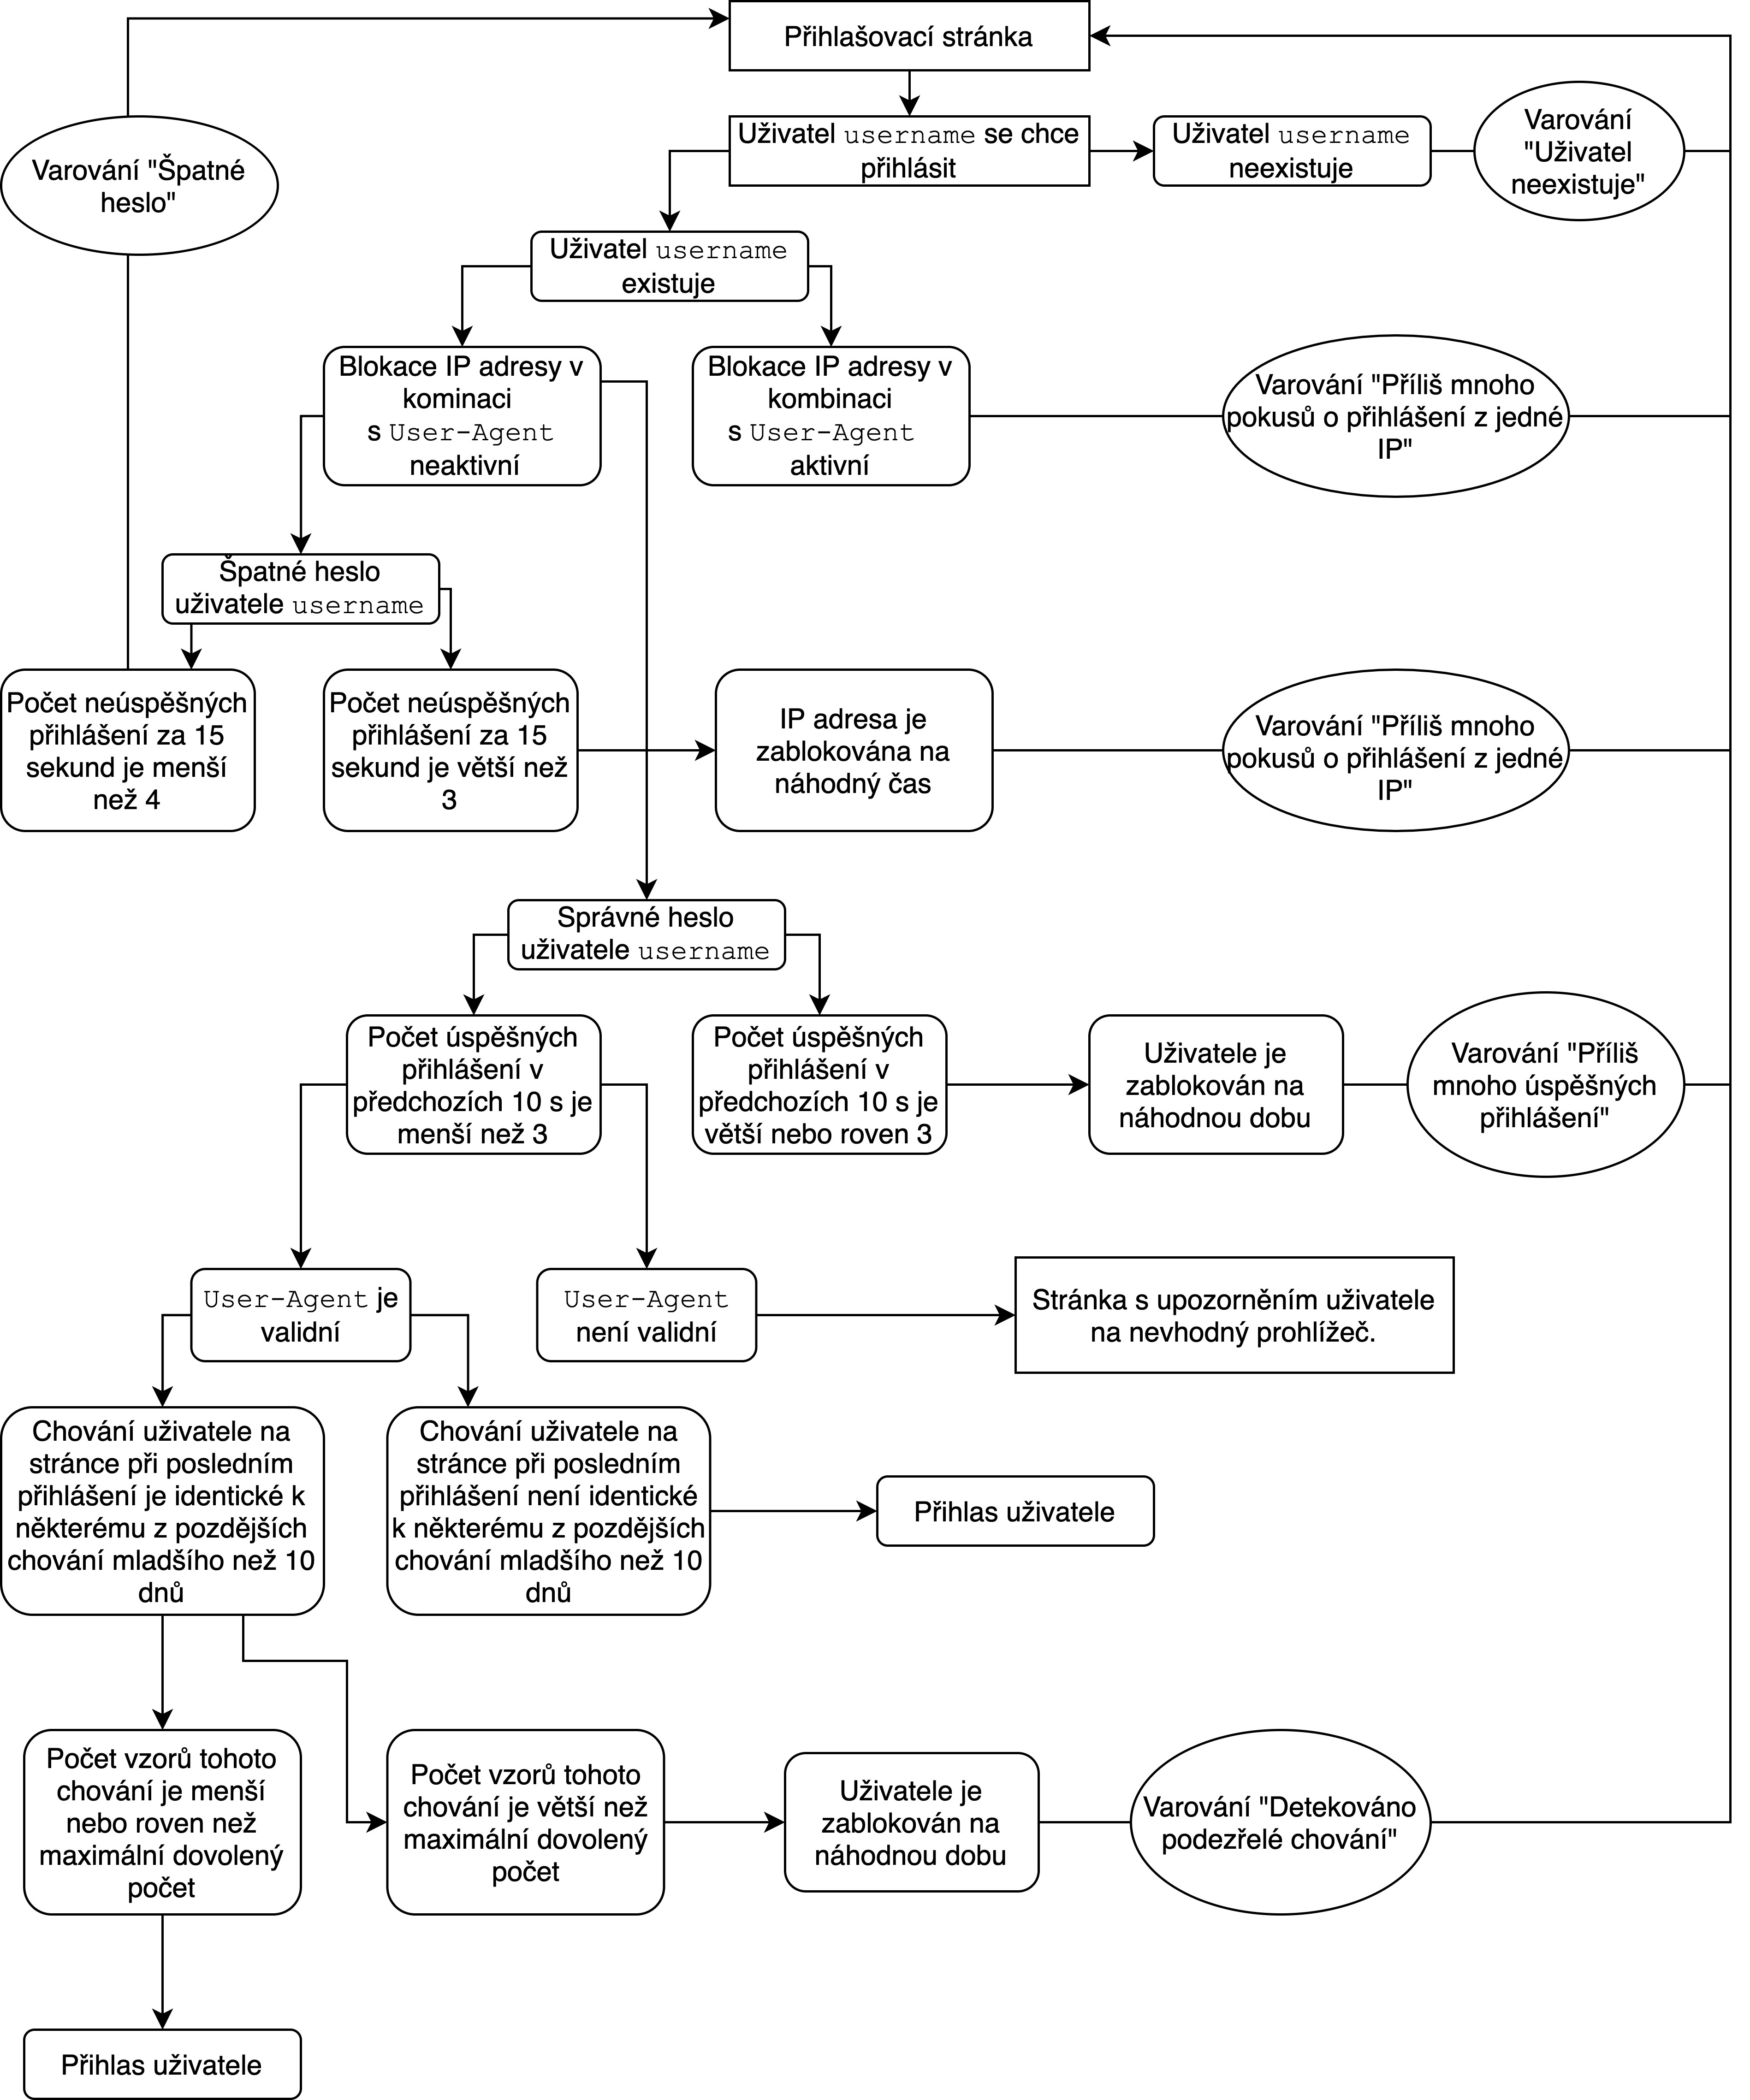 Přihlašovací stránka
Uživatel username se chce
přihlásit
Uživatel username
neexistuje
Varování
"Uživatel
neexistuje"
Varování "Špatné
heslo"
Uživatel username
existuje
Blokace IP adresy v
kominaci
s User-Agent
neaktivní
Blokace IP adresy v
kombinaci
s User-Agent
aktivní
Varování "Příliš mnoho
pokusů o přihlášení z jedné
IP"
Špatné heslo
uživatele username
Počet neúspěšných
přihlášení za 15
sekund je menší
než 4
Počet neúspěšných
přihlášení za 15
sekund je větší než
3
IP adresa je
zablokována na
náhodný čas
Varování "Příliš mnoho
pokusů o přihlášení z jedné
IP"
Správné heslo
uživatele username
Počet úspěšných
přihlášení v
předchozích 10 s je
menší než 3
Počet úspěšných
přihlášení v
předchozích 10 s je
větší nebo roven 3
Uživatele je
zablokován na
náhodnou dobu
Varování "Příliš
mnoho úspěšných
přihlášení"
User-Agent je
validní
User-Agent
není validní
Stránka s upozorněním uživatele
na nevhodný prohlížeč.
Chování uživatele na
stránce při posledním
přihlášení je identické k
některému z pozdějších
chování mladšího než 10
dnů
Chování uživatele na
stránce při posledním
přihlášení není identické
k některému z pozdějších
chování mladšího než 10
dnů
Přihlas uživatele
Počet vzorů tohoto
chování je menší
nebo roven než
maximální dovolený
počet
Počet vzorů tohoto
chování je větší než
maximální dovolený
počet
Uživatele je
zablokován na
náhodnou dobu
Varování "Detekováno
podezřelé chování"
Přihlas uživatele